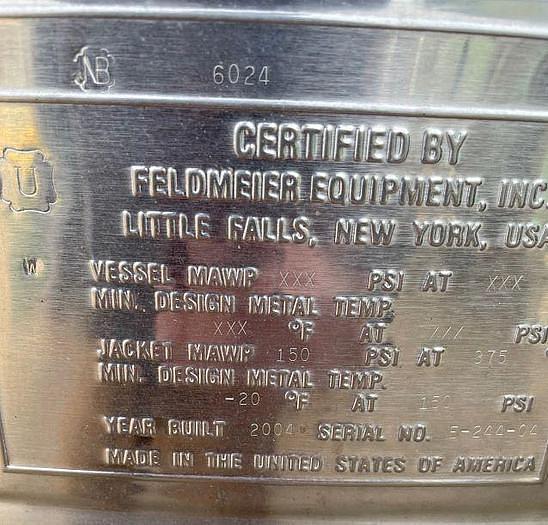 NB 6024
CERTIFIED BY
U
FELDMEIER EQUIPMENT, INC.
LITTLE FALLS, NEW YORK, USA
W
VESSEL MAWP XXX PSI AT XXX
MIN. DESIGN METAL TEMP.
XXX °F AT PSI
JACKET MAWP 150 PSI AT 375 °
MIN. DESIGN METAL TEMP.
-20 °F AT PSI
YEAR BUILT 2004 SERIAL NO. E-244-04
MADE IN THE UNITED STATES OF AMERICA